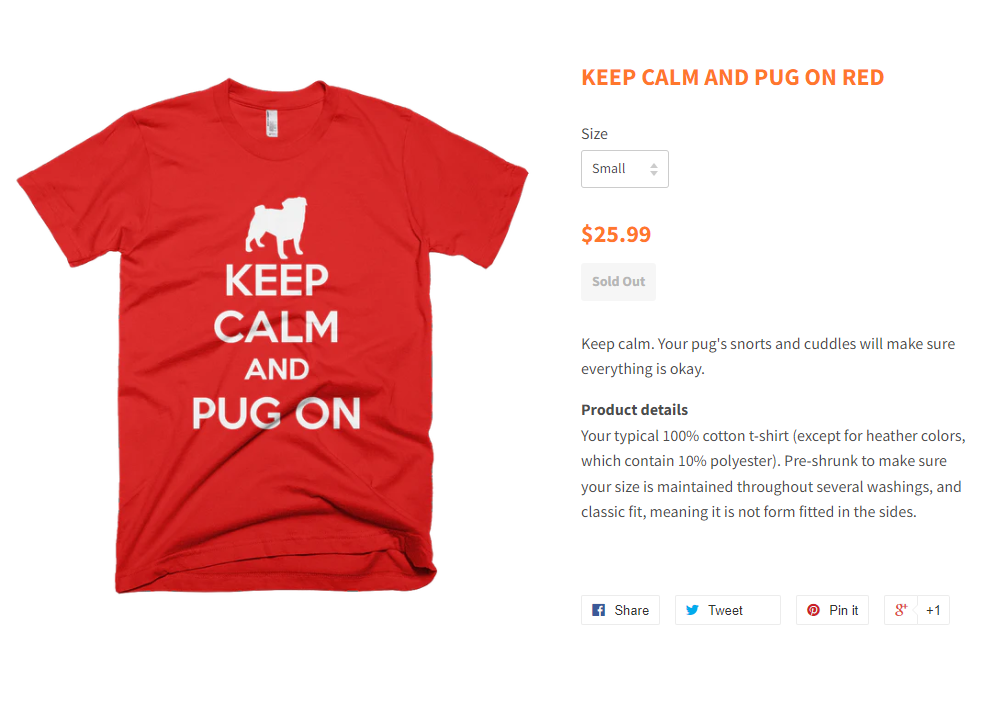 KEEP
CALM
AND
PUG ON
KEEP CALM AND PUG ON RED
Size
Small
$25.99
Sold Out
Keep calm. Your pug's snorts and cuddles will make sure
everything is okay.
Product details
Your typical 100% cotton t-shirt (except for heather colors,
which contain 10% polyester). Pre-shrunk to make sure
your size is maintained throughout several washings, and
classic fit, meaning it is not form fitted in the sides.
Share
Tweet
Pin it
g+ +1